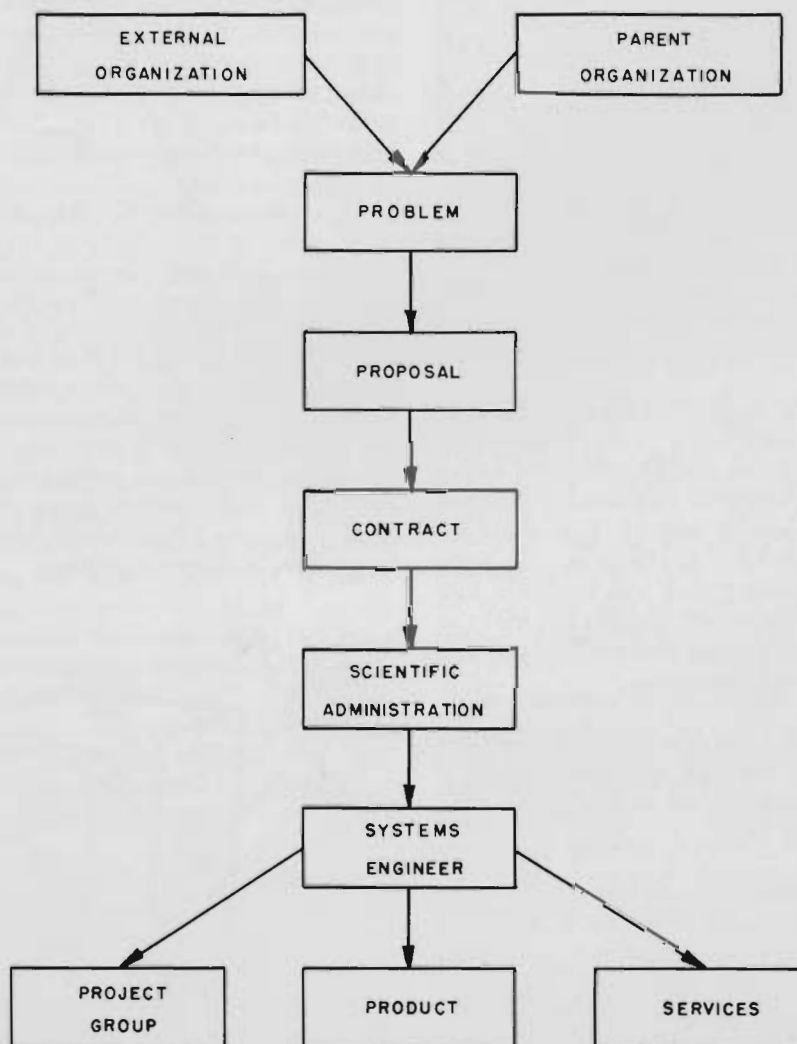 EXTERNAL
ORGANIZATION
PARENT
ORGANIZATION
PROBLEM
PROPOSAL
CONTRACT
SCIENTIFIC
ADMINISTRATION
SYSTEMS
ENGINEER
PROJECT
GROUP
PRODUCT
SERVICES